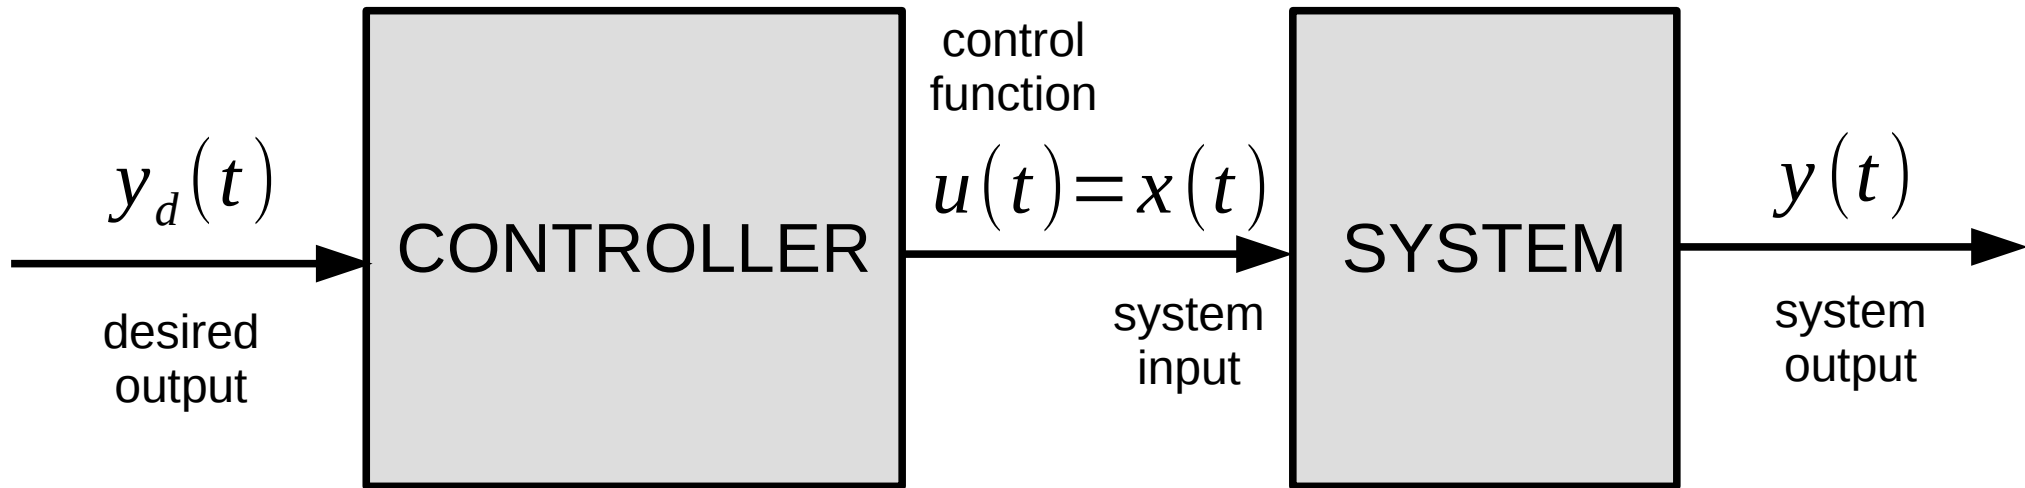 y_d(t)
desired
output
CONTROLLER
control
function
u(t)=x(t)
system
input
SYSTEM
y(t)
system
output